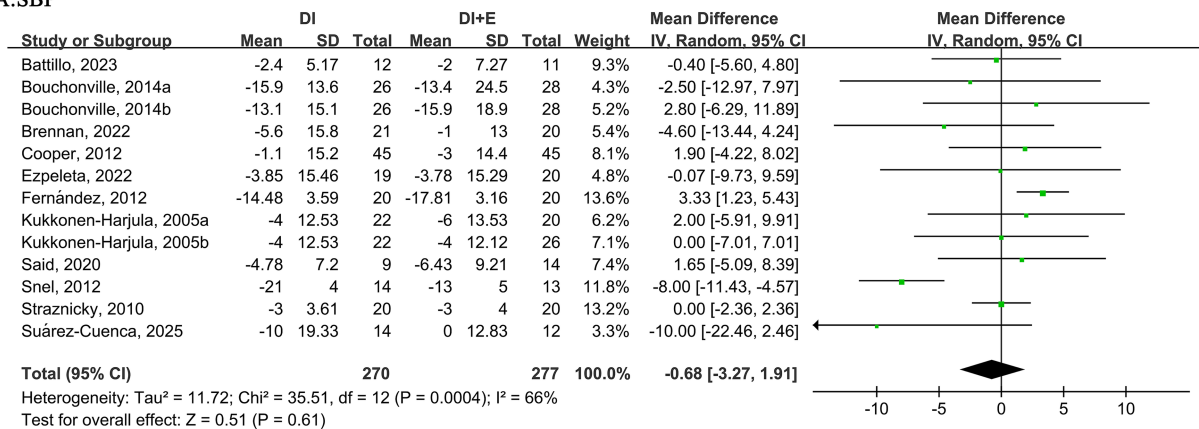 A.SBP
DI DI+E Mean Difference Mean Difference
Study or Subgroup Mean SD Total Mean SD Total Weight IV, Random, 95% CI IV, Random, 95% CI
Battillo, 2023 -2.4 5.17 12 -2 7.27 11 9.3% -0.40 [-5.60, 4.80]
Bouchonville, 2014a -15.9 13.6 26 -13.4 24.5 28 4.3% -2.50 [-12.97, 7.97]
Bouchonville, 2014b -13.1 15.1 26 -15.9 18.9 28 5.2% 2.80 [-6.29, 11.89]
Brennan, 2022 -5.6 15.8 21 -1 13 20 5.4% -4.60 [-13.44, 4.24]
Cooper, 2012 -1.1 15.2 45 -3 14.4 45 8.1% 1.90 [-4.22, 8.02]
Ezpeleta, 2022 -3.85 15.46 19 -3.78 15.29 20 4.8% -0.07 [-9.73, 9.59]
Fernández, 2012 -14.48 3.59 20 -17.81 3.16 20 13.6% 3.33 [1.23, 5.43]
Kukkonen-Harjula, 2005a -4 12.53 22 -6 13.53 20 6.2% 2.00 [-5.91, 9.91]
Kukkonen-Harjula, 2005b -4 12.53 22 -4 12.12 26 7.1% 0.00 [-7.01, 7.01]
Said, 2020 -4.78 7.2 9 -6.43 9.21 14 7.4% 1.65 [-5.09, 8.39]
Snel, 2012 -21 4 14 -13 5 13 11.8% -8.00 [-11.43, -4.57]
Straznicky, 2010 -3 3.61 20 -3 4 20 13.2% 0.00 [-2.36, 2.36]
Suárez-Cuenca, 2025 -10 19.33 14 0 12.83 12 3.3% -10.00 [-22.46, 2.46]
Total (95% CI) 270 277 100.0% -0.68 [-3.27, 1.91]
Heterogeneity: Tau² = 11.72; Chi² = 35.51, df = 12 (P = 0.0004); I² = 66%
Test for overall effect: Z = 0.51 (P = 0.61)
-10 -5 0 5 10